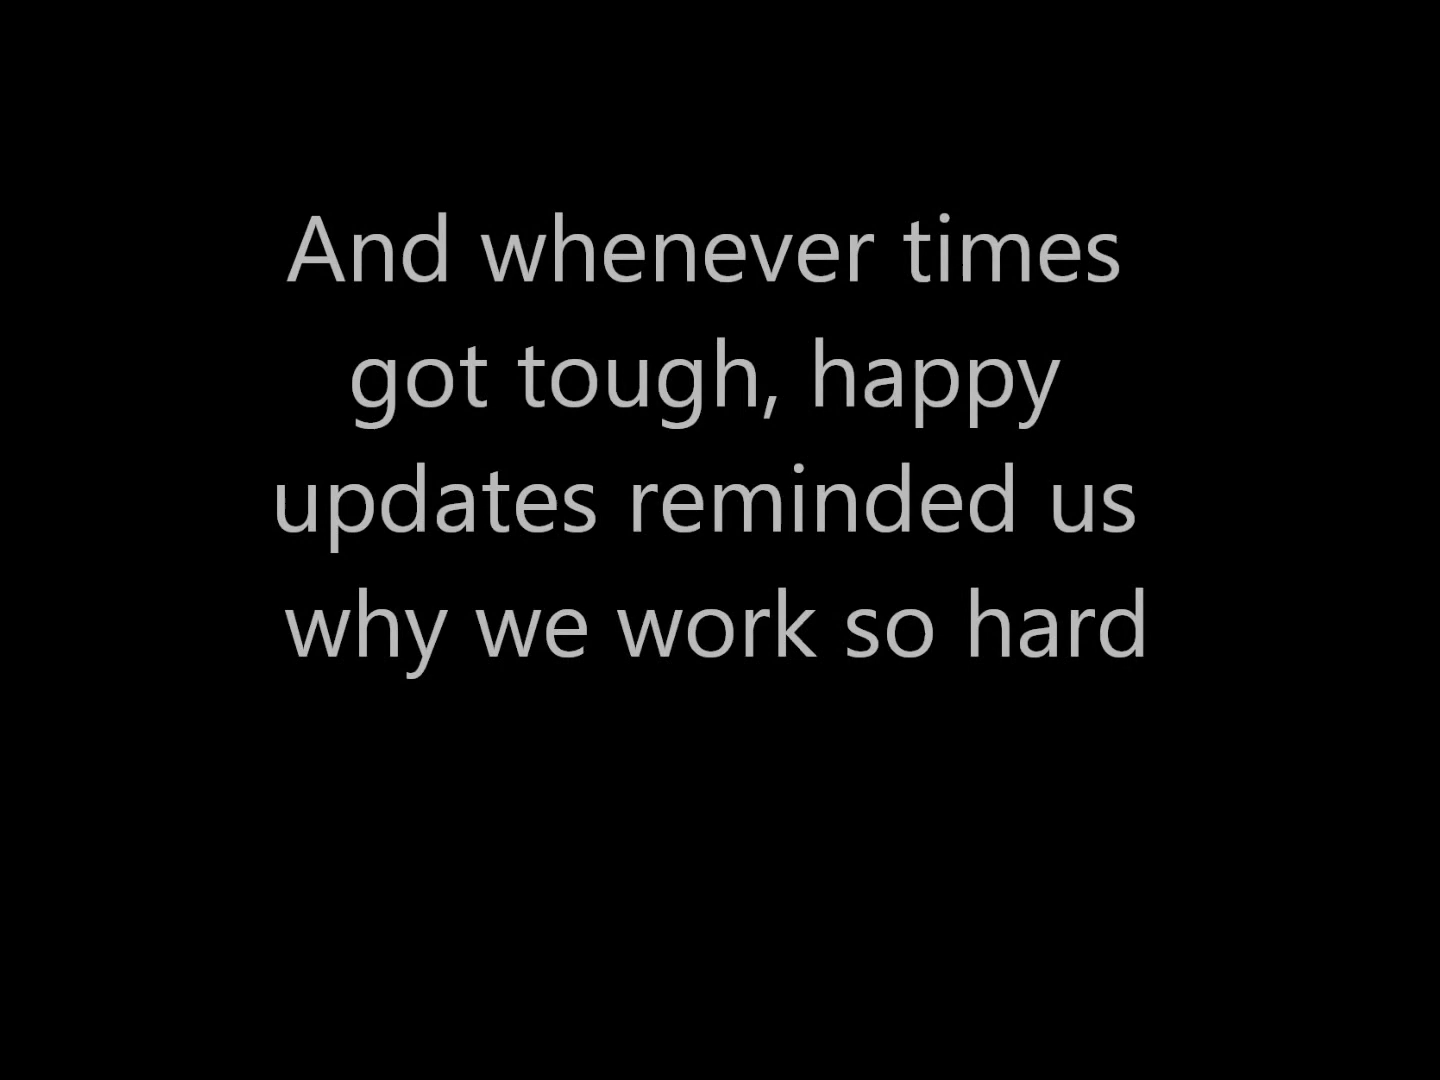 And whenever times
got tough, happy
updates reminded us
why we work so hard